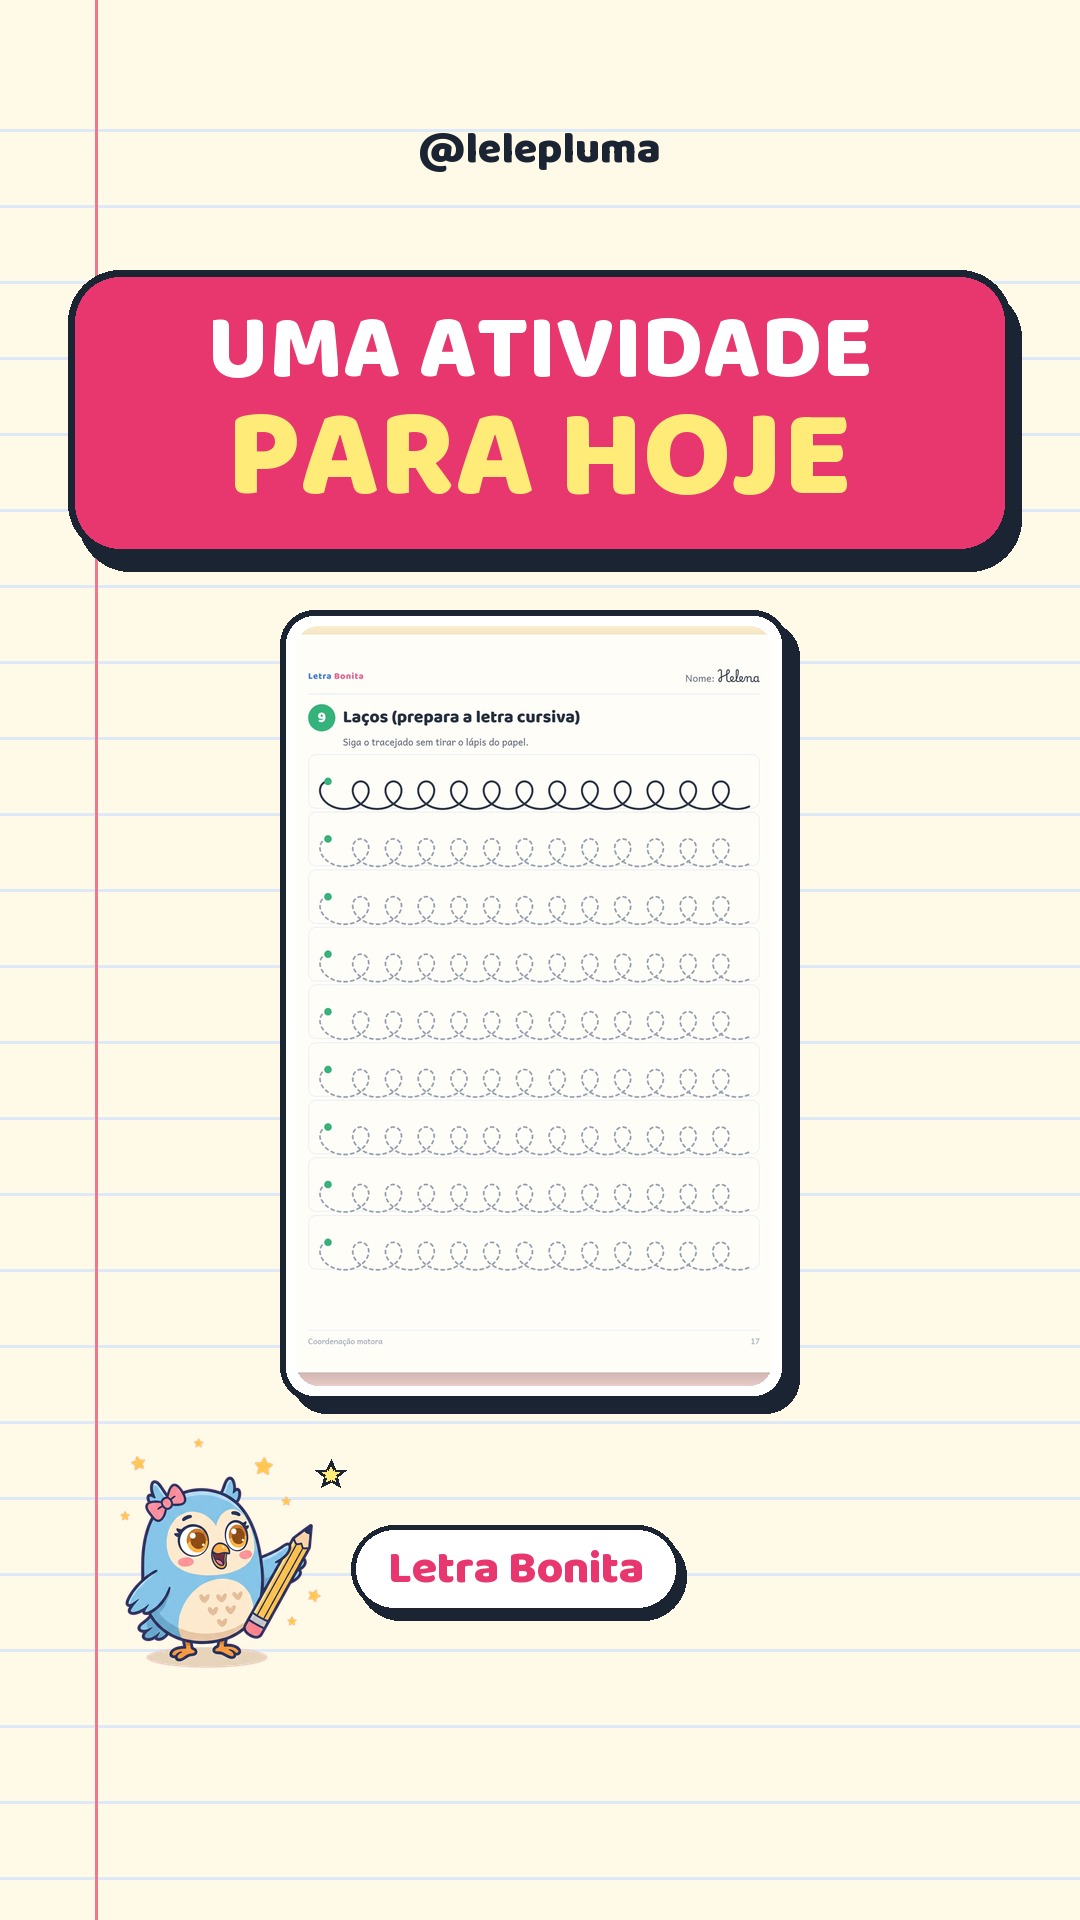 @lelepluma
UMA ATIVIDADE
PARA HOJE
Letra Bonita
Nome: Helena
9
Laços (prepara a letra cursiva)
Siga o tracejado sem tirar o lápis do papel.
Coordenação motora
17
Letra Bonita